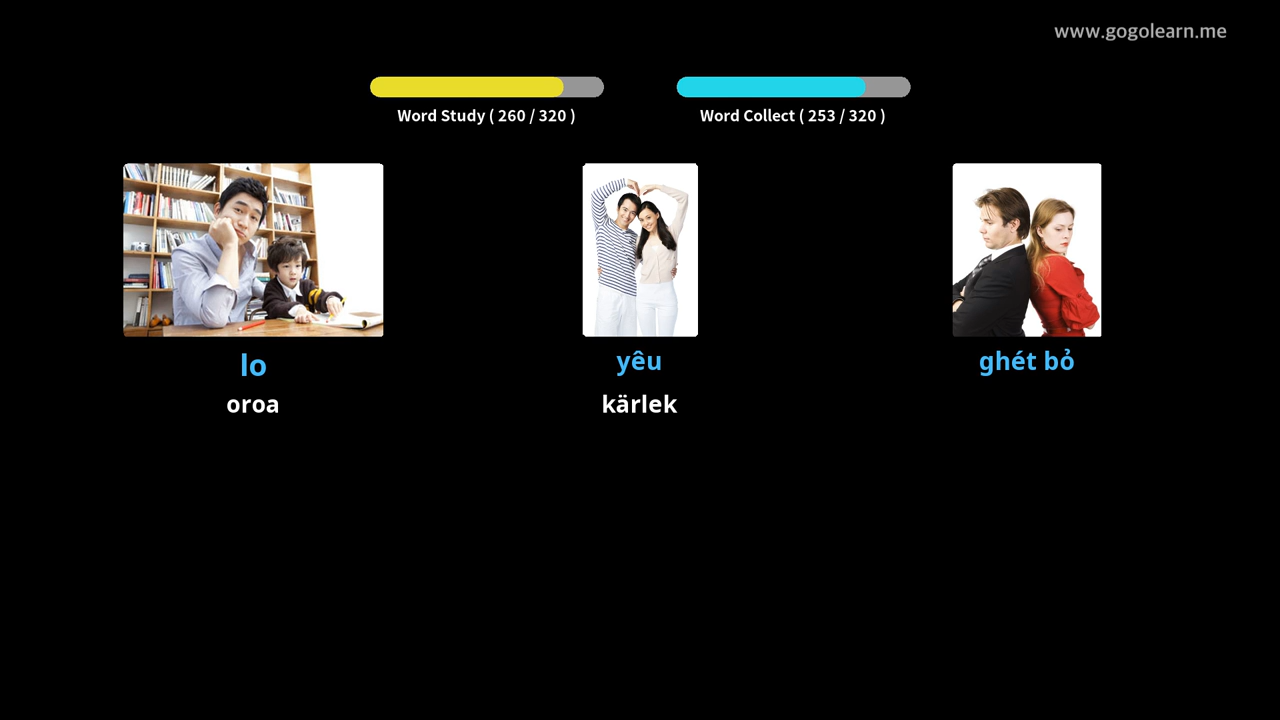 www.gogolearn.me
Word Study ( 260 / 320 )
Word Collect ( 253 / 320 )
lo
yêu
ghét bỏ
oroa
kärlek